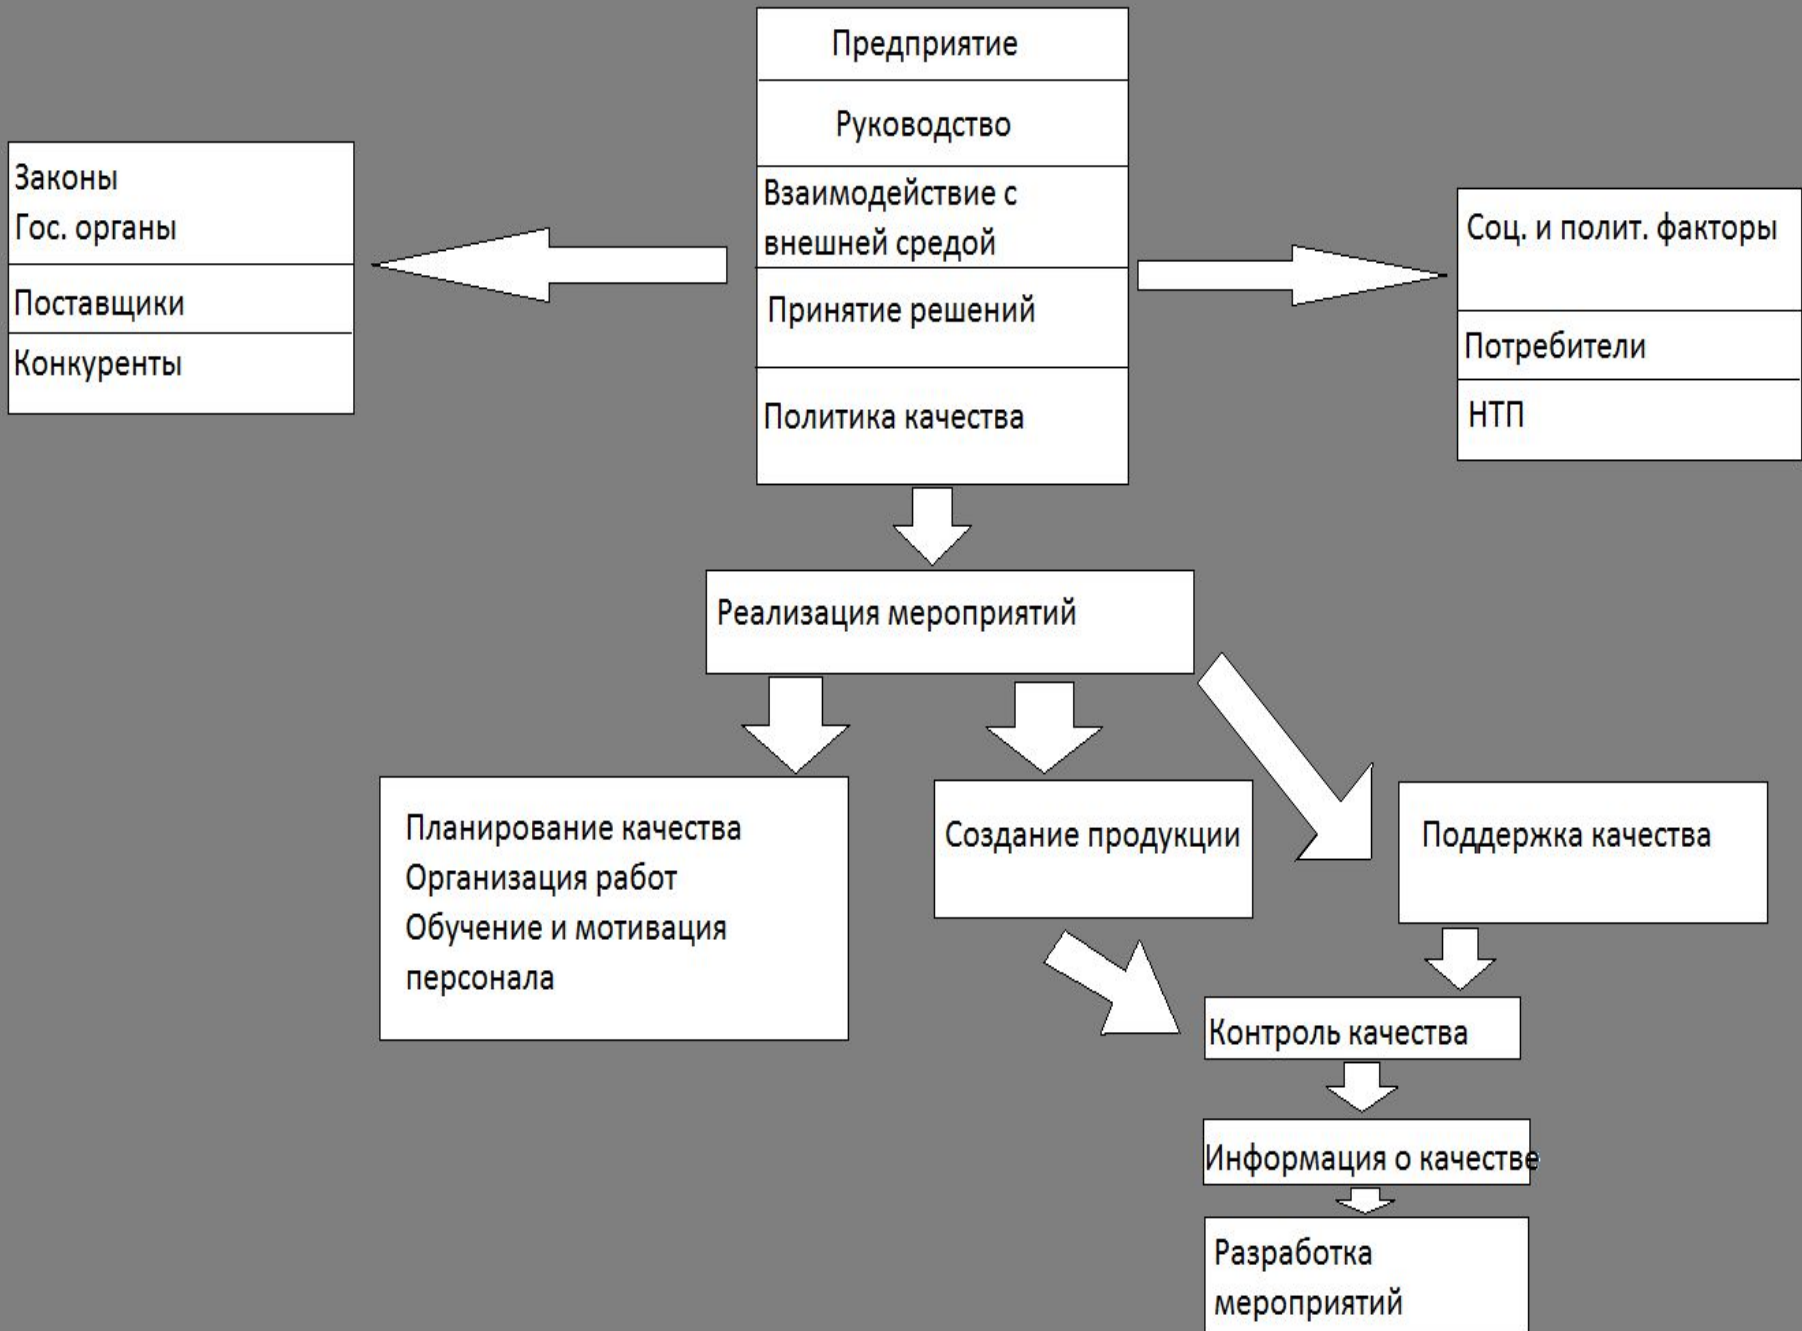 Предприятие
Руководство
Взаимодействие с
внешней средой
Принятие решений
Политика качества
Законы
Гос. органы
Поставщики
Конкуренты
Соц. и полит. факторы
Потребители
НТП
Реализация мероприятий
Планирование качества
Организация работ
Обучение и мотивация
персонала
Создание продукции
Поддержка качества
Контроль качества
Информация о качестве
Разработка
мероприятий